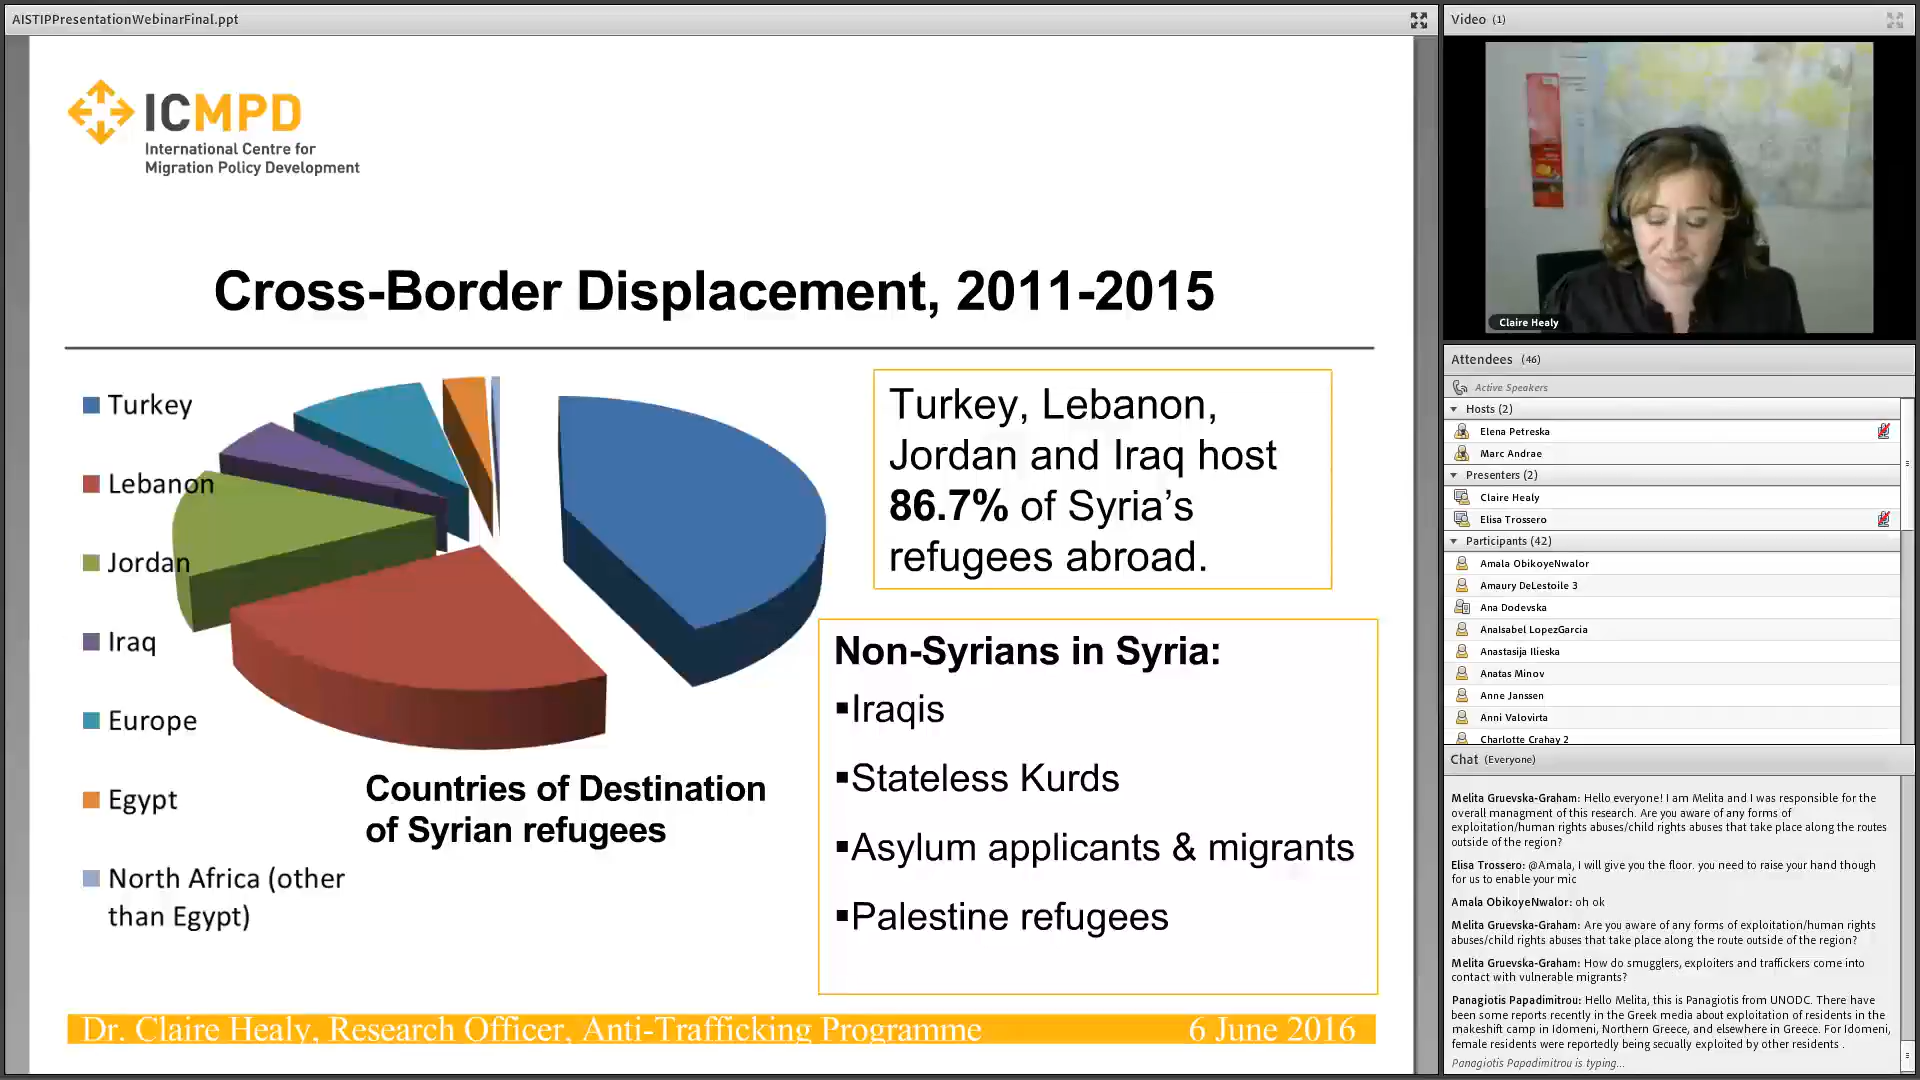 AISTIPPresentationWebinarFinal.ppt
ICMPD
International Centre for
Migration Policy Development
Cross-Border Displacement, 2011-2015
Turkey
Lebanon
Jordan
Iraq
Europe
Egypt
North Africa (other
than Egypt)
Countries of Destination
of Syrian refugees
Turkey, Lebanon,
Jordan and Iraq host
86.7% of Syria’s
refugees abroad.
Non-Syrians in Syria:
▪Iraqis
▪Stateless Kurds
▪Asylum applicants & migrants
▪Palestine refugees
Dr. Claire Healy, Research Officer, Anti-Trafficking Programme
6 June 2016
Video (1)
Claire Healy
Attendees (46)
Active Speakers
Hosts (2)
Elena Petreska
Marc Andrae
Presenters (2)
Claire Healy
Elisa Trossero
Participants (42)
Amala ObikoyeNwalor
Amaury DeLestoile 3
Ana Dodevska
AnaIsabel LopezGarcia
Anastasija Ilieska
Anatas Minov
Anne Janssen
Anni Valovirta
Charlotte Crahay 2
Chat (Everyone)
Melita Gruevska-Graham: Hello everyone! I am Melita and I was responsible for the
overall managment of this research. Are you aware of any forms of
exploitation/human rights abuses/child rights abuses that take place along the routes
outside of the region?
Elisa Trossero: @Amala, I will give you the floor. you need to raise your hand though
for us to enable your mic
Amala ObikoyeNwalor: oh ok
Melita Gruevska-Graham: Are you aware of any forms of exploitation/human rights
abuses/child rights abuses that take place along the route outside of the region?
Melita Gruevska-Graham: How do smugglers, exploiters and traffickers come into
contact with vulnerable migrants?
Panagiotis Papadimitrou: Hello Melita, this is Panagiotis from UNODC. There have
been some reports recently in the Greek media about exploitation of residents in the
makeshift camp in Idomeni, Northern Greece, and elsewhere in Greece. For Idomeni,
female residents were reportedly being secually exploited by other residents .
Panagiotis Papadimitrou is typing...